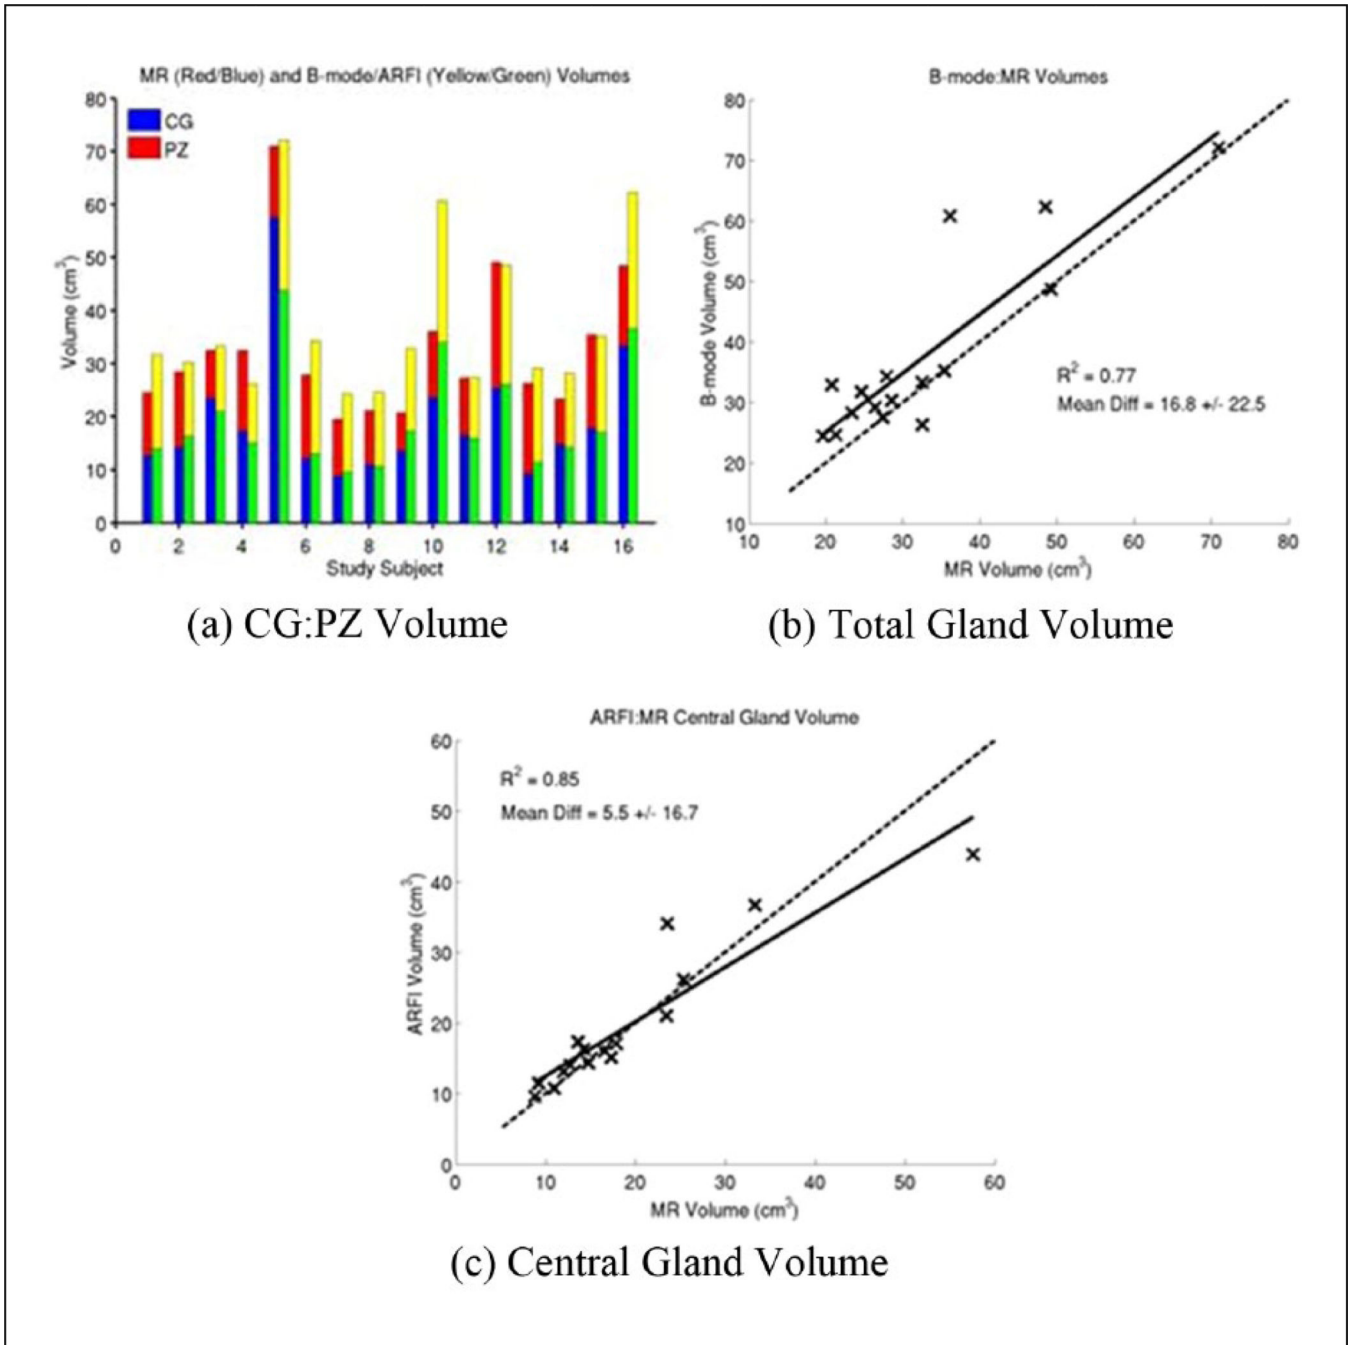 MR (Red/Blue) and B-mode/ARFI (Yellow/Green) Volumes
80
70
60
50
40
30
20
10
0
Volume (cm³)
CG
PZ
0 2 4 6 8 10 12 14 16
Study Subject
(a) CG:PZ Volume
B-mode:MR Volumes
80
70
60
50
40
30
20
10
B-mode Volume (cm³)
R² = 0.77
Mean Diff = 16.8 +/- 22.5
10 20 30 40 50 60 70 80
MR Volume (cm³)
(b) Total Gland Volume
ARFI:MR Central Gland Volume
60
50
40
30
20
10
0
ARFI Volume (cm³)
R² = 0.85
Mean Diff = 5.5 +/- 16.7
0 10 20 30 40 50 60
MR Volume (cm³)
(c) Central Gland Volume